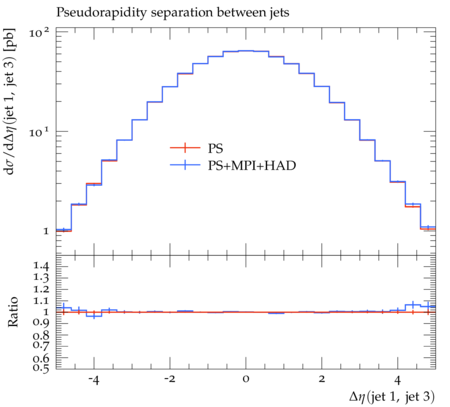 Pseudorapidity separation between jets
dσ/dΔη(jet 1, jet 3) [pb]
10²
10¹
1
PS
PS+MPI+HAD
Ratio
1.4
1.3
1.2
1.1
1
0.9
0.8
0.7
0.6
0.5
-4 -2 0 2 4
Δη(jet 1, jet 3)